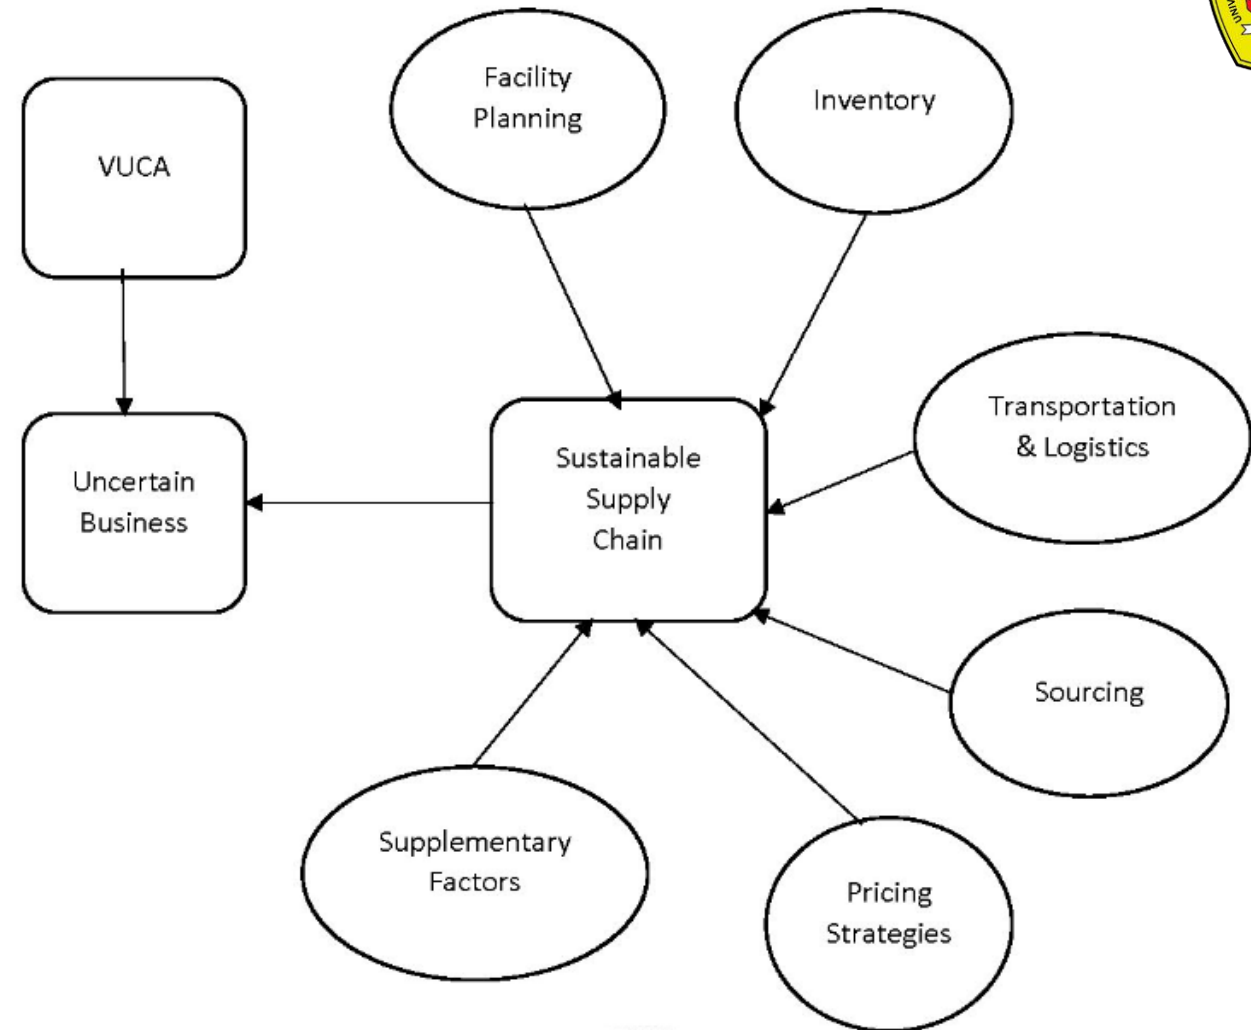 Facility
Planning
Inventory
VUCA
Transportation
& Logistics
Uncertain
Business
Sustainable
Supply
Chain
Sourcing
Supplementary
Factors
Pricing
Strategies